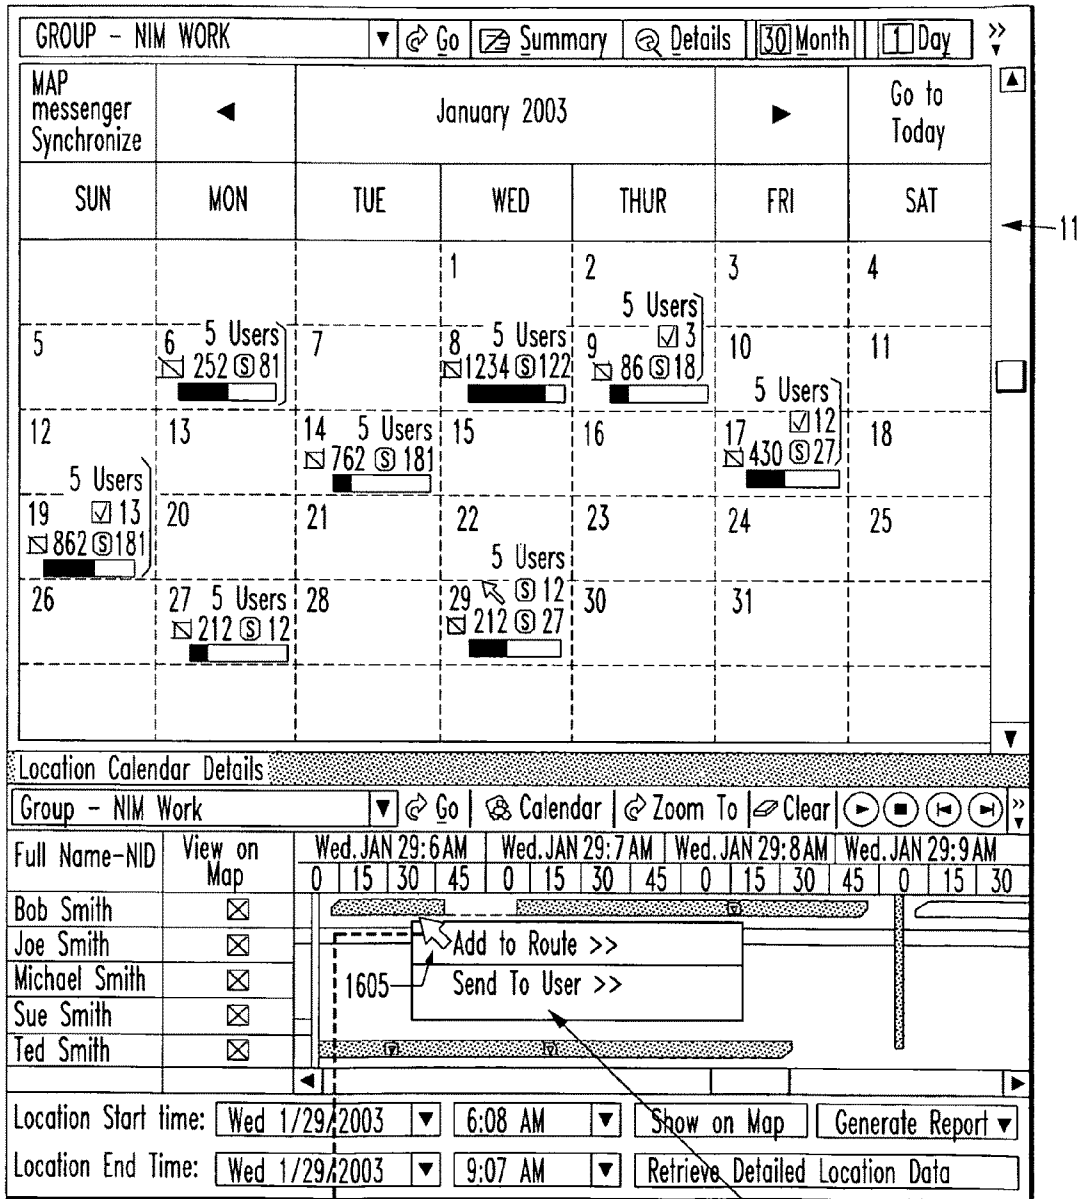 GROUP - NIM WORK Go Summary Details 30 Month 1 Day >>
MAP messenger Synchronize January 2003 Go to Today
SUN MON TUE WED THUR FRI SAT
11
1 2 3 4
5 Users
3
5 6 5 Users 7 8 5 Users 9 10 11
252 S 81 1234 S 122 86 S 18
5 Users
12
12 13 14 5 Users 15 16 17 18
762 S 181 430 S 27
5 Users
13
19 20 21 22 23 24 25
862 S 181
5 Users
S 12
26 27 5 Users 28 29 30 31
212 S 12 212 S 27
Location Calendar Details
Group - NIM Work Go Calendar Zoom To Clear >>
Full Name-NID View on Map Wed.JAN 29:6AM Wed.JAN 29:7AM Wed.JAN 29:8AM Wed.JAN 29:9AM
0 15 30 45 0 15 30 45 0 15 30 45 0 15 30
Bob Smith
Joe Smith
Michael Smith
Sue Smith
Ted Smith
Add to Route >>
1605
Send To User >>
Location Start time: Wed 1/29/2003 6:08 AM Show on Map Generate Report
Location End Time: Wed 1/29/2003 9:07 AM Retrieve Detailed Location Data